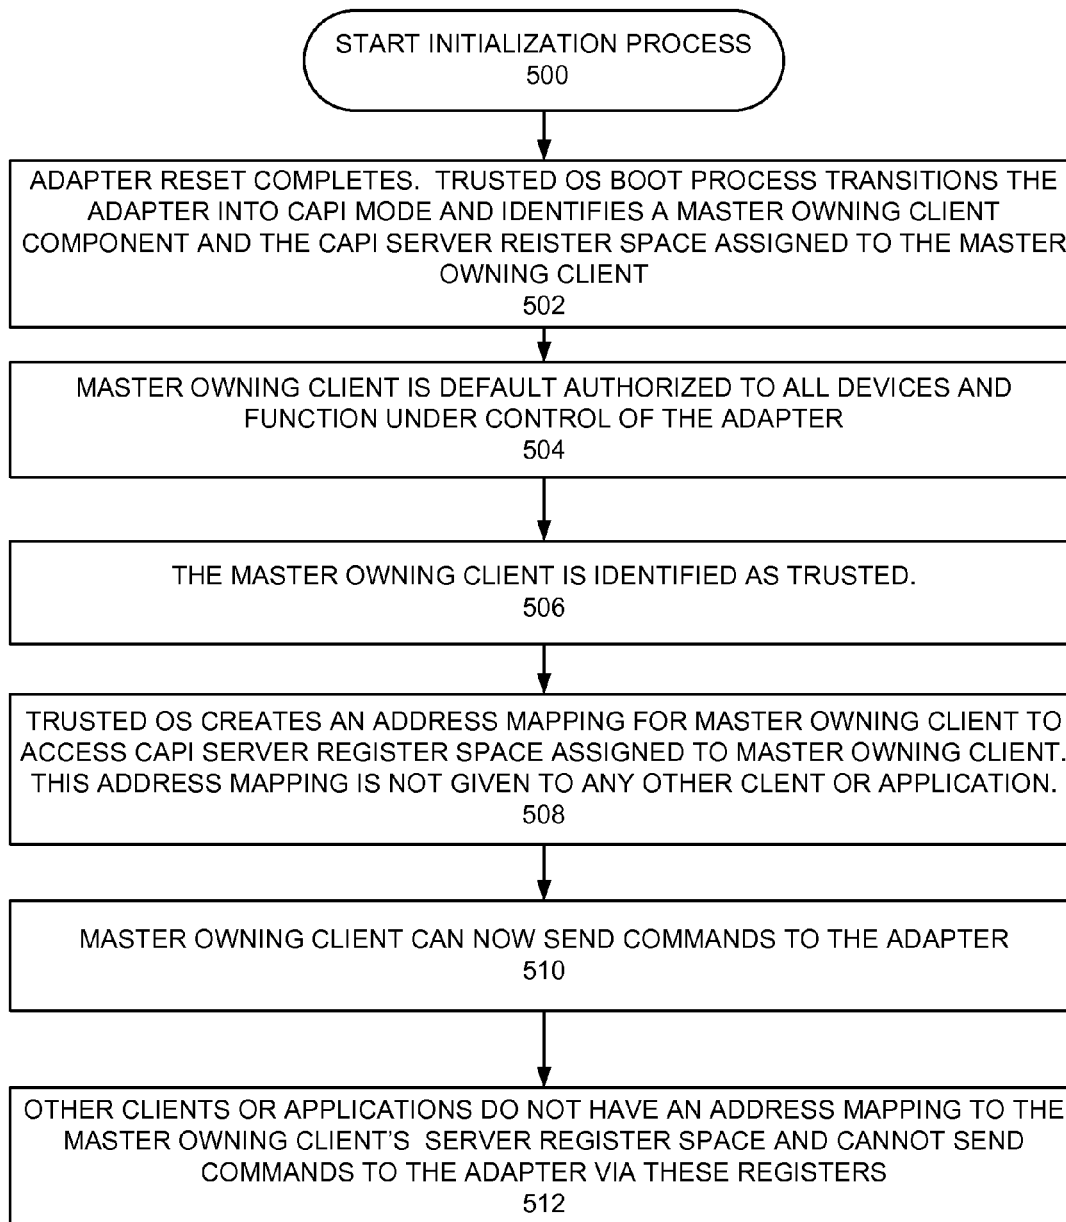 START INITIALIZATION PROCESS
500
ADAPTER RESET COMPLETES. TRUSTED OS BOOT PROCESS TRANSITIONS THE
ADAPTER INTO CAPI MODE AND IDENTIFIES A MASTER OWNING CLIENT
COMPONENT AND THE CAPI SERVER REISTER SPACE ASSIGNED TO THE MASTER
OWNING CLIENT
502
MASTER OWNING CLIENT IS DEFAULT AUTHORIZED TO ALL DEVICES AND
FUNCTION UNDER CONTROL OF THE ADAPTER
504
THE MASTER OWNING CLIENT IS IDENTIFIED AS TRUSTED.
506
TRUSTED OS CREATES AN ADDRESS MAPPING FOR MASTER OWNING CLIENT TO
ACCESS CAPI SERVER REGISTER SPACE ASSIGNED TO MASTER OWNING CLIENT.
THIS ADDRESS MAPPING IS NOT GIVEN TO ANY OTHER CLENT OR APPLICATION.
508
MASTER OWNING CLIENT CAN NOW SEND COMMANDS TO THE ADAPTER
510
OTHER CLIENTS OR APPLICATIONS DO NOT HAVE AN ADDRESS MAPPING TO THE
MASTER OWNING CLIENT'S SERVER REGISTER SPACE AND CANNOT SEND
COMMANDS TO THE ADAPTER VIA THESE REGISTERS
512